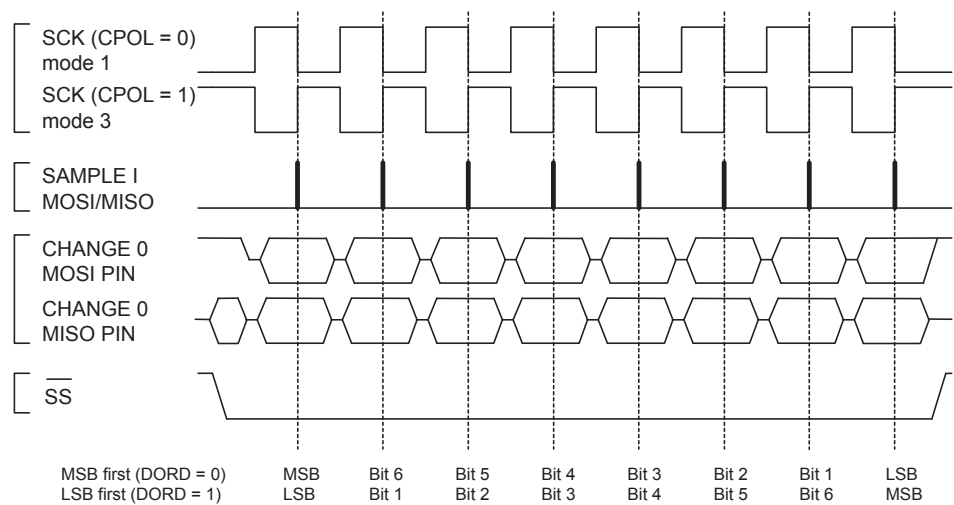 SCK (CPOL = 0)
mode 1
SCK (CPOL = 1)
mode 3
SAMPLE I
MOSI/MISO
CHANGE 0
MOSI PIN
CHANGE 0
MISO PIN
SS
MSB first (DORD = 0) MSB Bit 6 Bit 5 Bit 4 Bit 3 Bit 2 Bit 1 LSB
LSB first (DORD = 1) LSB Bit 1 Bit 2 Bit 3 Bit 4 Bit 5 Bit 6 MSB